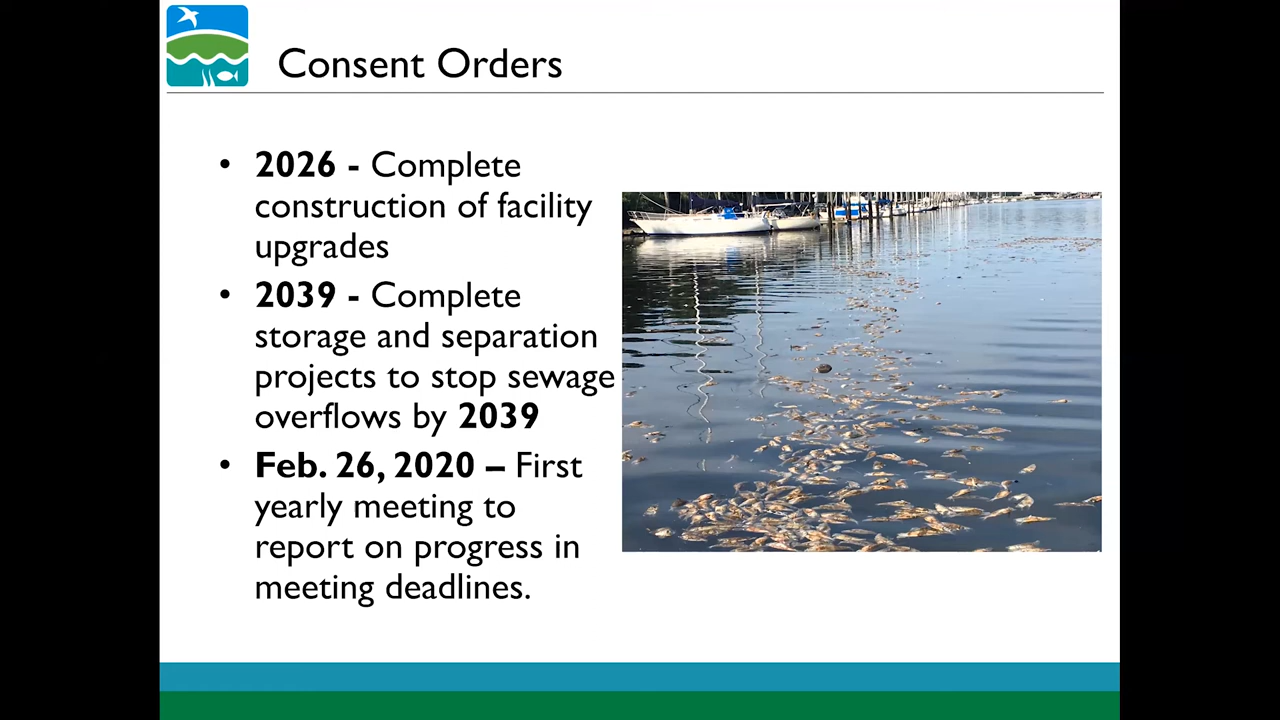 Consent Orders
• 2026 - Complete
construction of facility
upgrades
• 2039 - Complete
storage and separation
projects to stop sewage
overflows by 2039
• Feb. 26, 2020 – First
yearly meeting to
report on progress in
meeting deadlines.